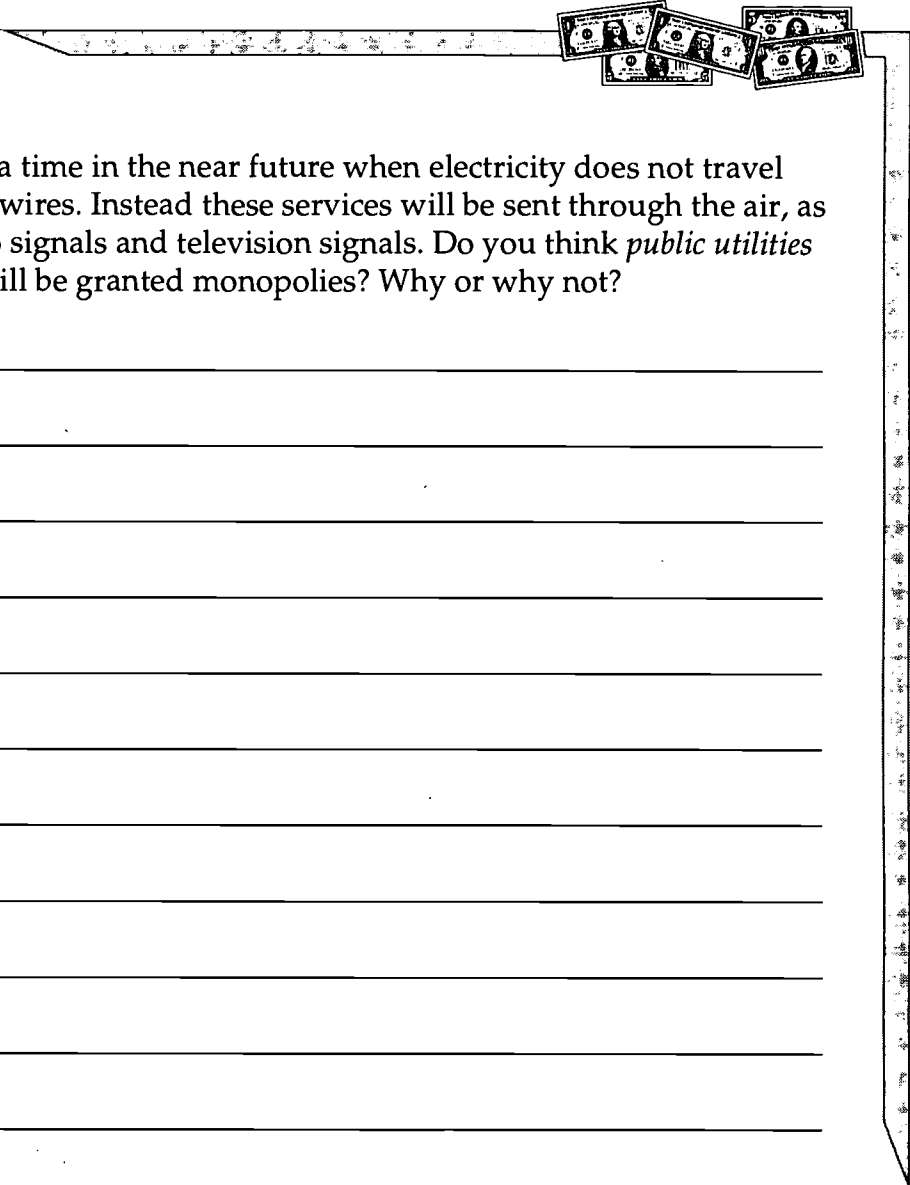 a time in the near future when electricity does not travel
wires. Instead these services will be sent through the air, as
signals and television signals. Do you think public utilities
be granted monopolies? Why or why not?